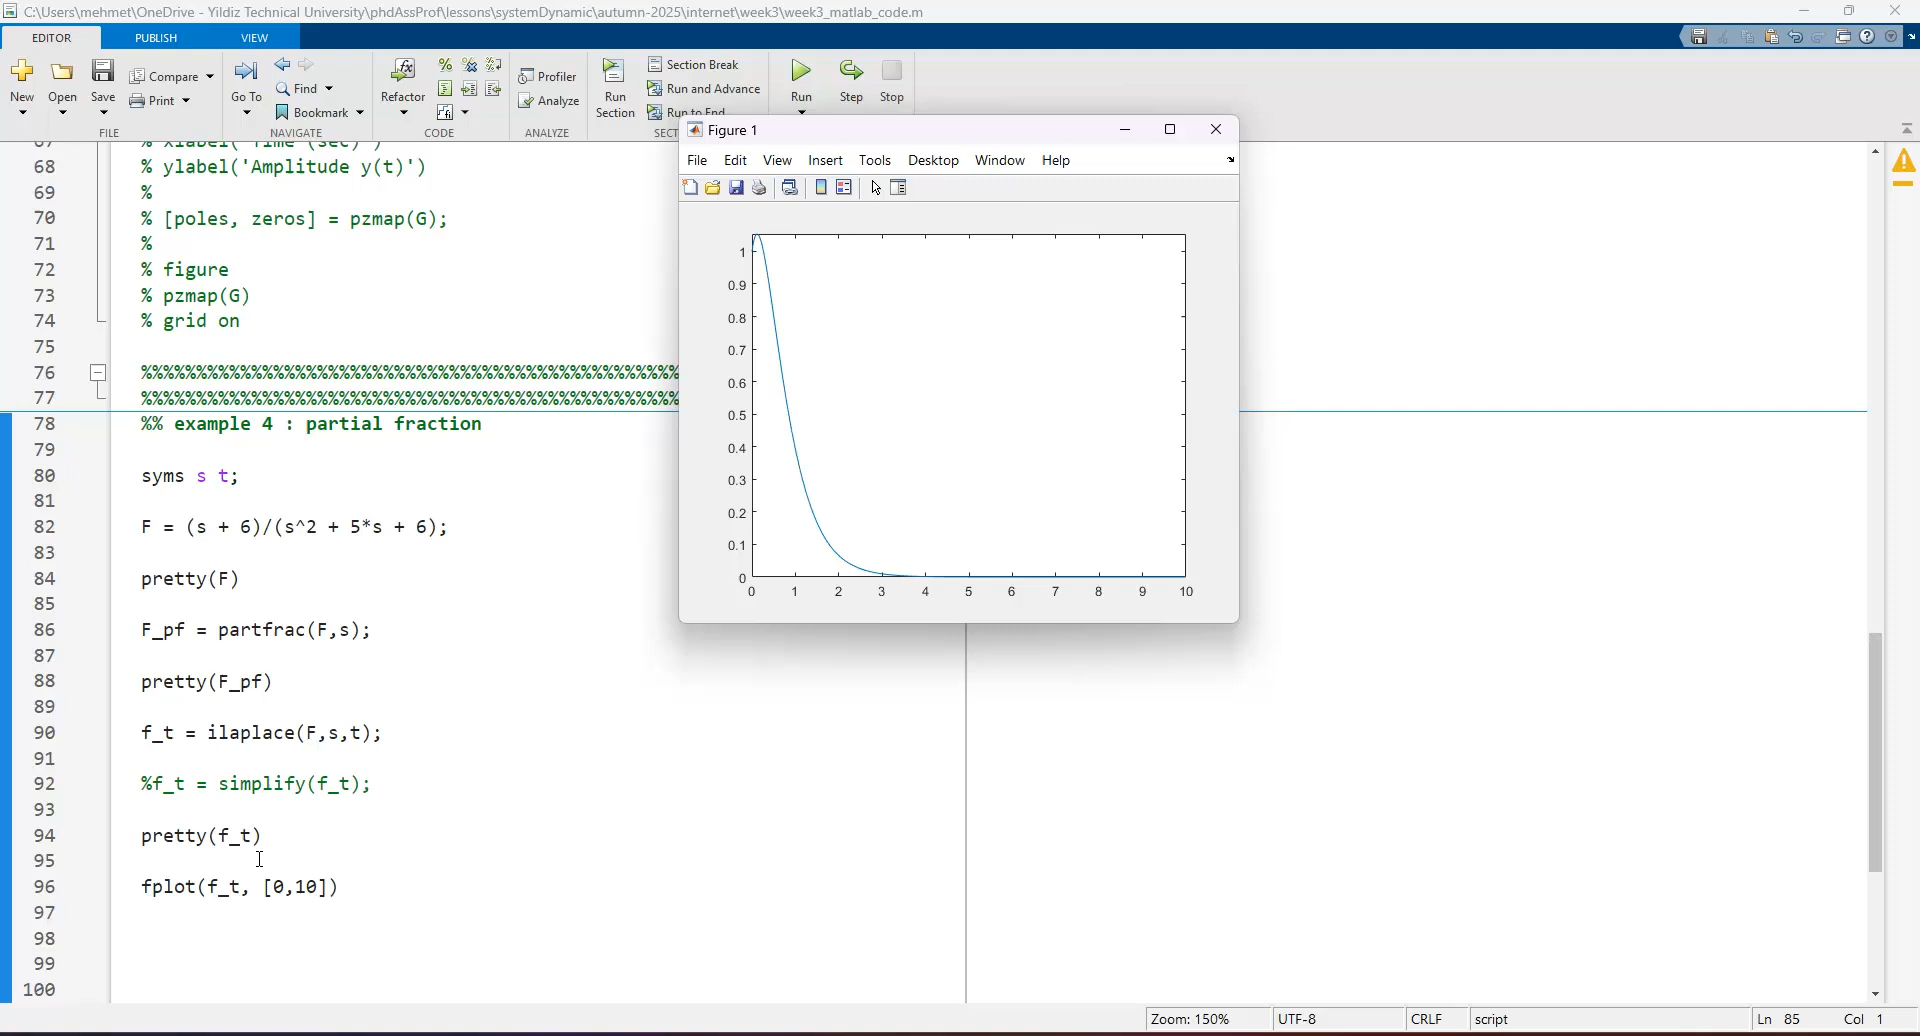 C:\Users\mehmet\OneDrive - Yildiz Technical University\phdAssProf\lessons\systemDynamic\autumn-2025\internet\week3\week3_matlab_code.m
EDITOR PUBLISH VIEW
New Open Save Compare Print
Go To Find Bookmark
Refactor
Profiler Analyze
Run Section Section Break Run and Advance Run to End
Run Step Stop
FILE NAVIGATE CODE ANALYZE SECT
68 % ylabel('Amplitude y(t)')
69 %
70 % [poles, zeros] = pzmap(G);
71 %
72 % figure
73 % pzmap(G)
74 % grid on
75
76 %%%%%%%%%%%%%%%%%%%%%%%%%%%%%%%%%%%%%%%%%%%%%%%%%
77 %%%%%%%%%%%%%%%%%%%%%%%%%%%%%%%%%%%%%%%%%%%%%%%%%
78 %% example 4 : partial fraction
79
80 syms s t;
81
82 F = (s + 6)/(s^2 + 5*s + 6);
83
84 pretty(F)
85
86 F_pf = partfrac(F,s);
87
88 pretty(F_pf)
89
90 f_t = ilaplace(F,s,t);
91
92 %f_t = simplify(f_t);
93
94 pretty(f_t)
95
96 fplot(f_t, [0,10])
97
98
99
100
Figure 1
File Edit View Insert Tools Desktop Window Help
1
0.9
0.8
0.7
0.6
0.5
0.4
0.3
0.2
0.1
0
0 1 2 3 4 5 6 7 8 9 10
Zoom: 150% UTF-8 CRLF script Ln 85 Col 1